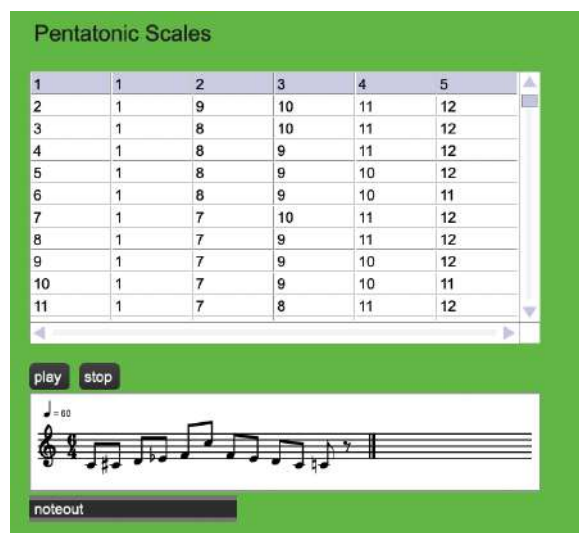 Pentatonic Scales
1 1 2 3 4 5
2 1 9 10 11 12
3 1 8 10 11 12
4 1 8 9 11 12
5 1 8 9 10 12
6 1 8 9 10 11
7 1 7 10 11 12
8 1 7 9 11 12
9 1 7 9 10 12
10 1 7 9 10 11
11 1 7 8 11 12
play stop
= 60
6
4
noteout